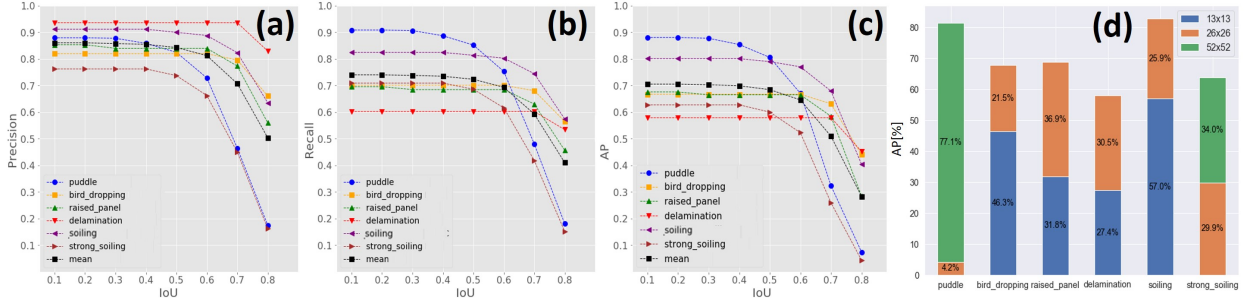 (a)
1.0
0.9
0.8
0.7
0.6
0.5
0.4
0.3
0.2
0.1
Precision
puddle
bird_dropping
raised_panel
delamination
soiling
strong_soiling
mean
0.1 0.2 0.3 0.4 0.5 0.6 0.7 0.8
IoU
(b)
1.0
0.9
0.8
0.7
0.6
0.5
0.4
0.3
0.2
0.1
Recall
puddle
bird_dropping
raised_panel
delamination
soiling
strong_soiling
mean
0.1 0.2 0.3 0.4 0.5 0.6 0.7 0.8
IoU
(c)
1.0
0.9
0.8
0.7
0.6
0.5
0.4
0.3
0.2
0.1
AP
puddle
bird_dropping
raised_panel
delamination
soiling
strong_soiling
mean
0.1 0.2 0.3 0.4 0.5 0.6 0.7 0.8
IoU
(d)
13x13
26x26
52x52
80
70
60
50
40
30
20
10
0
AP[%]
77.1%
4.2%
21.5%
46.3%
36.9%
31.8%
30.5%
27.4%
25.9%
57.0%
34.0%
29.9%
puddle bird_dropping raised_panel delamination soiling strong_soiling